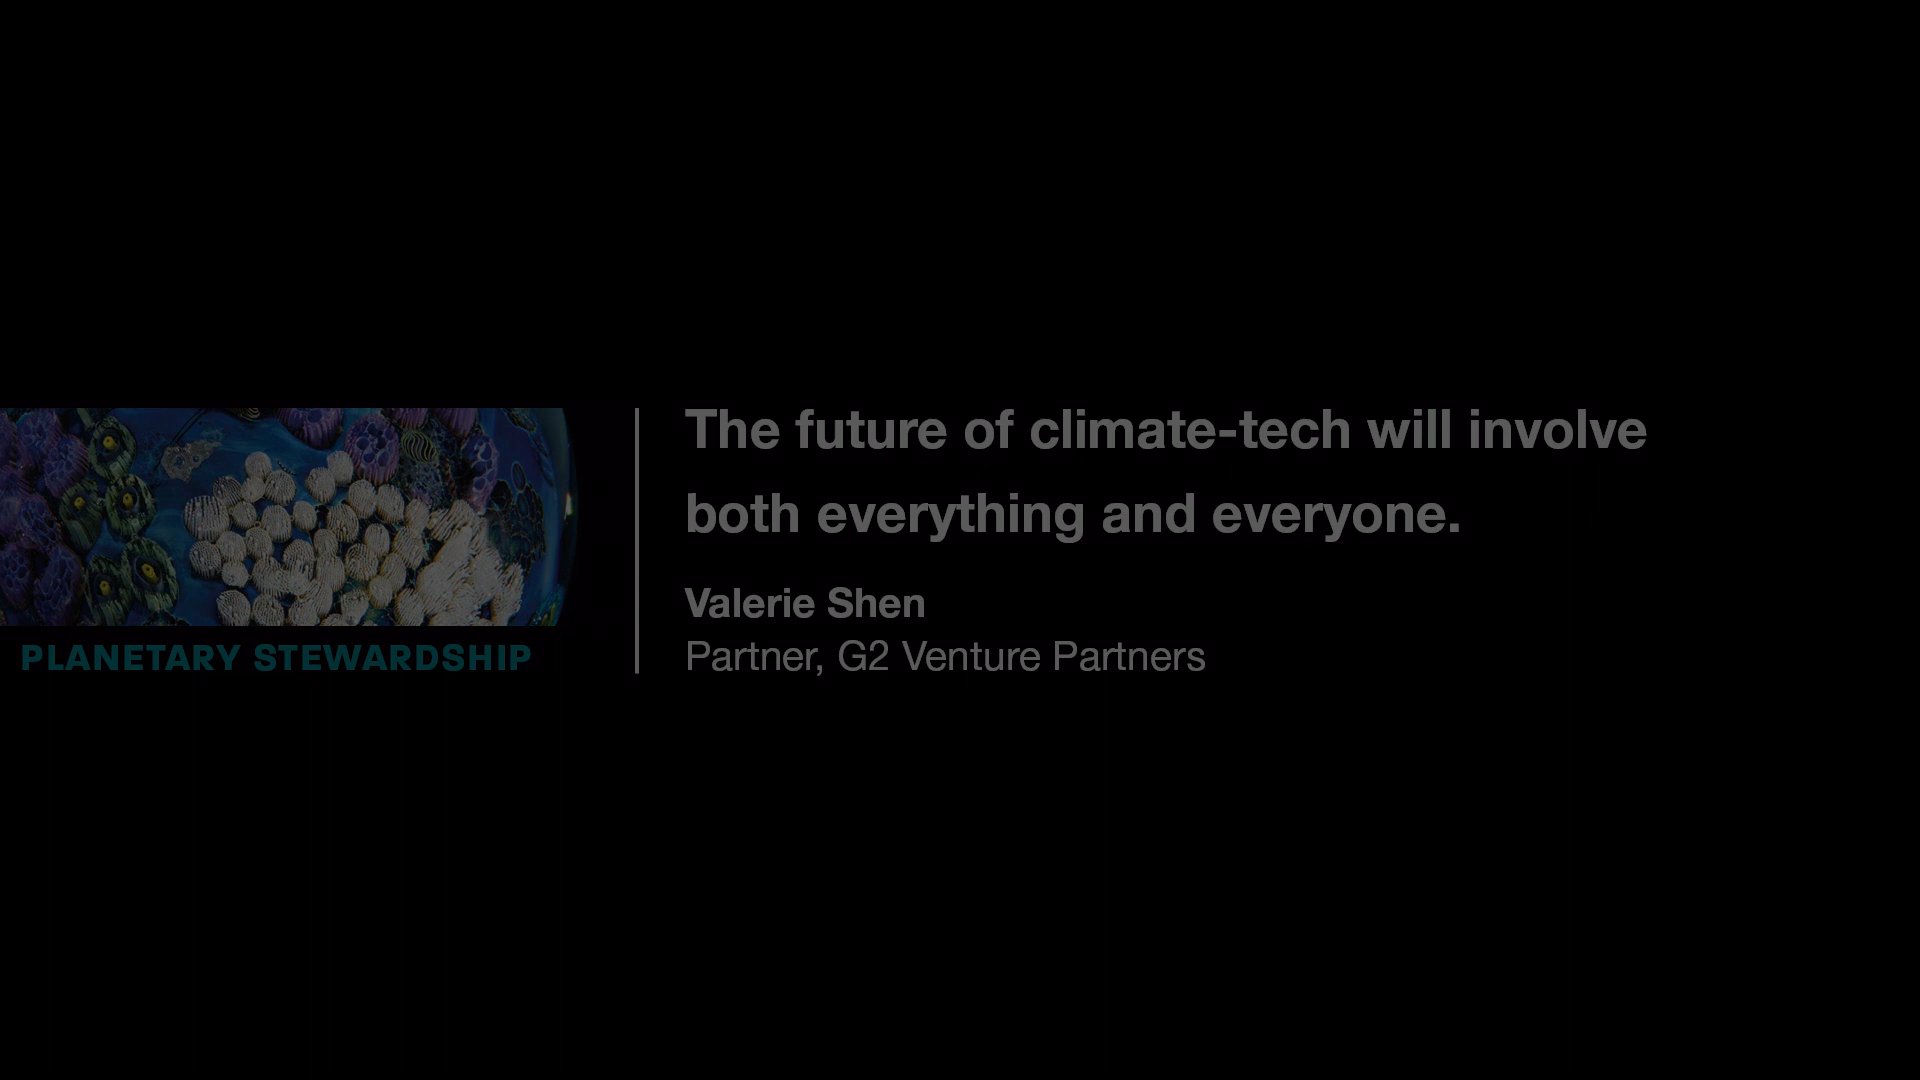 PLANETARY STEWARDSHIP
The future of climate-tech will involve
both everything and everyone.
Valerie Shen
Partner, G2 Venture Partners